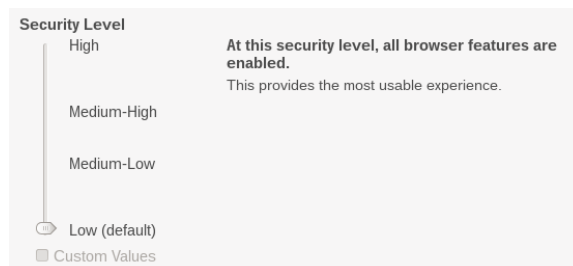 Security Level
High
At this security level, all browser features are
enabled.
This provides the most usable experience.
Medium-High
Medium-Low
Low (default)
Custom Values